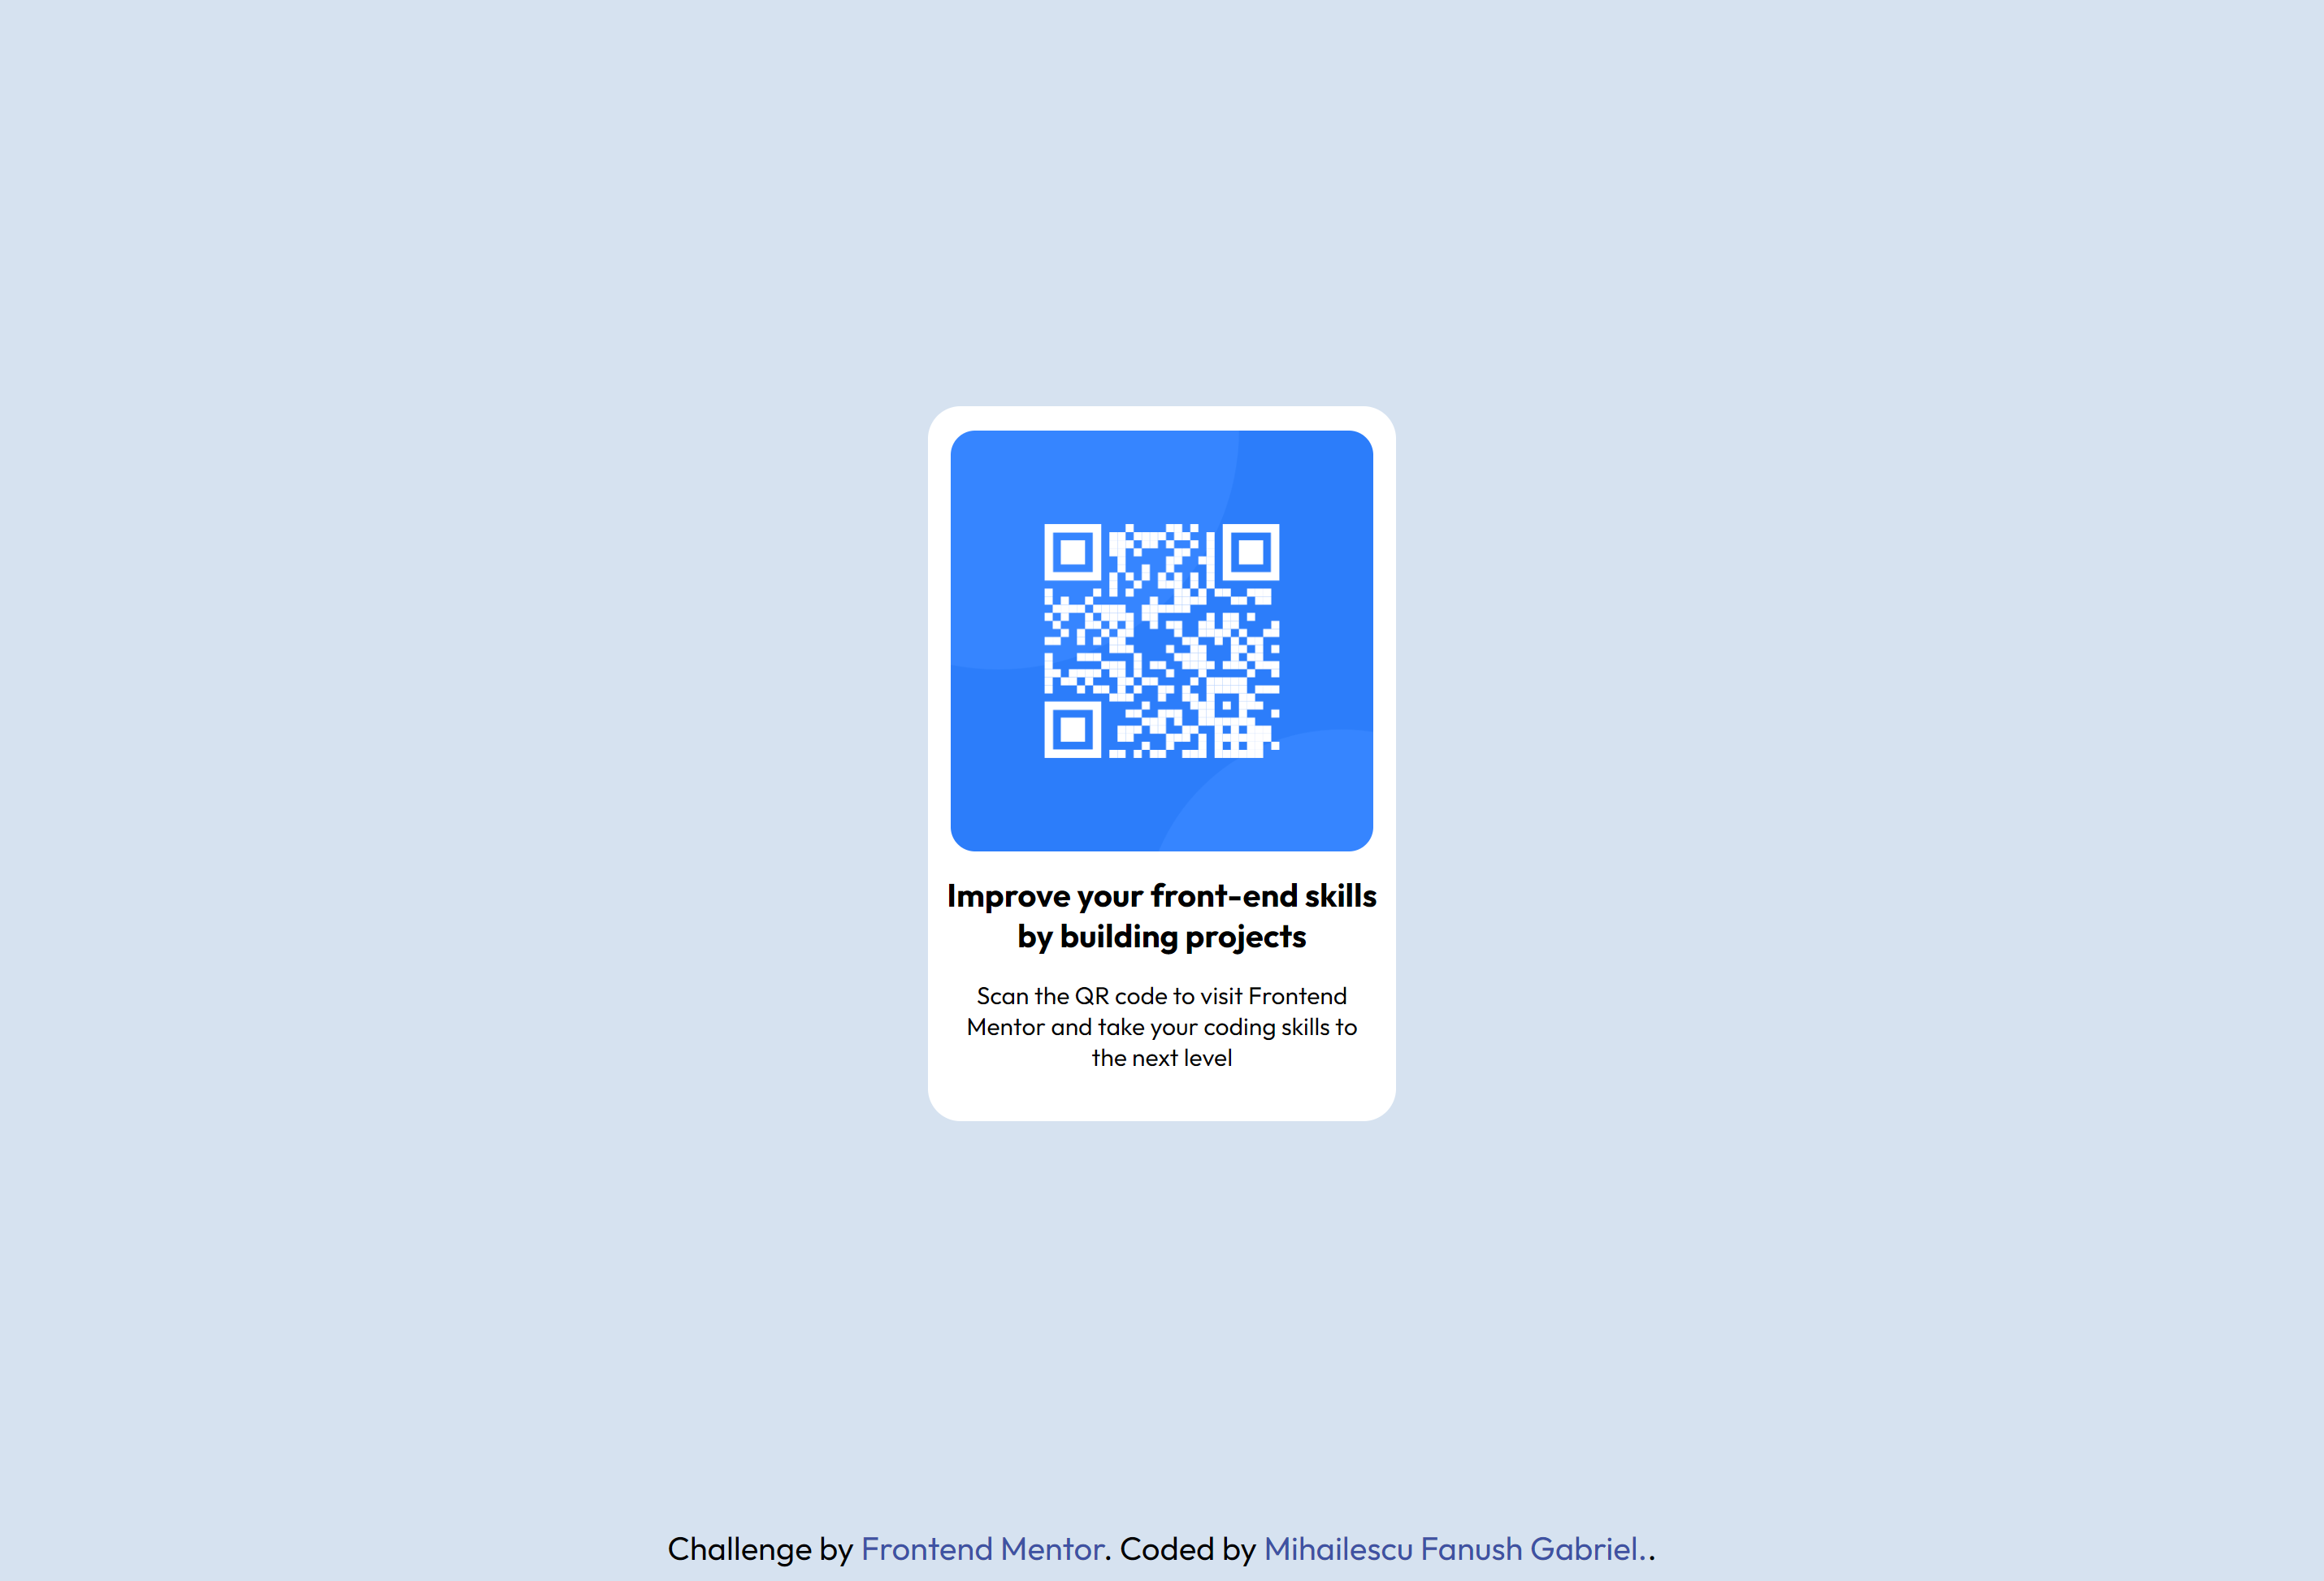 Improve your front-end skills
by building projects
Scan the QR code to visit Frontend
Mentor and take your coding skills to
the next level
Challenge by Frontend Mentor. Coded by Mihailescu Fanush Gabriel..